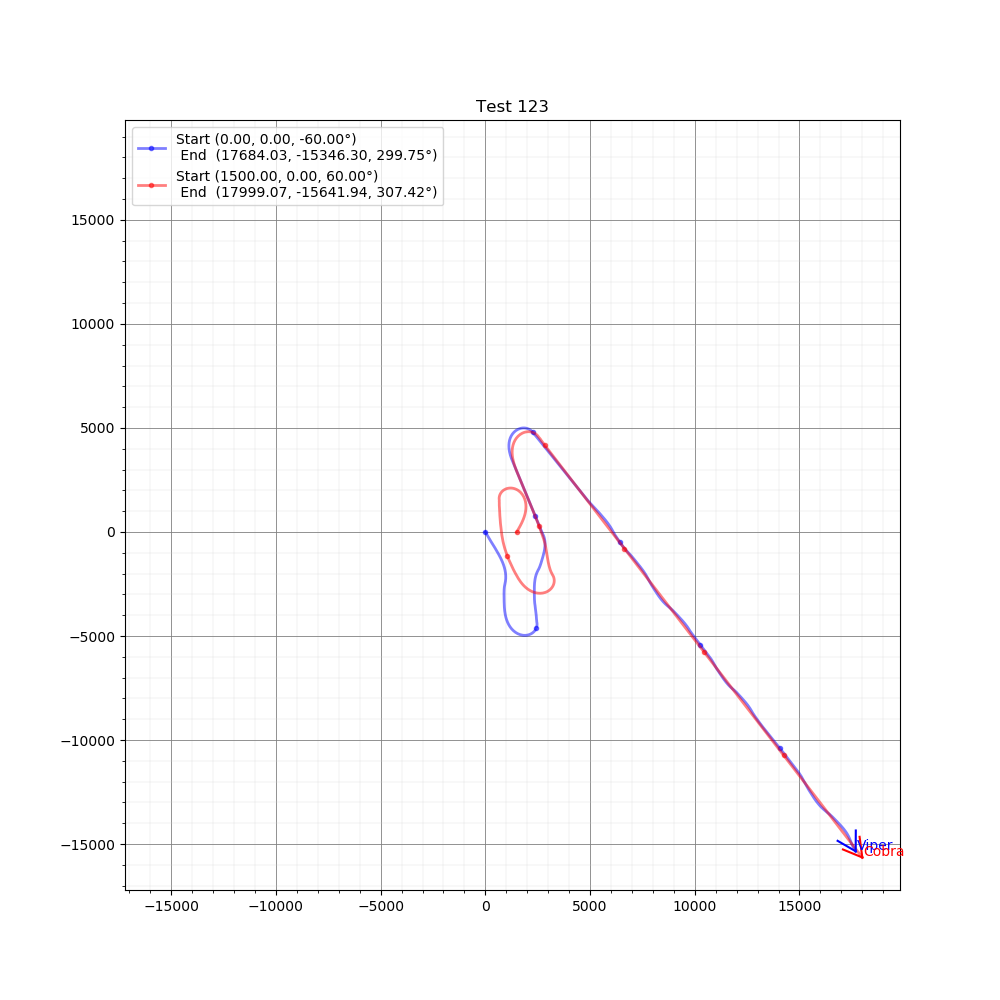 Test 123
Start (0.00, 0.00, -60.00°)
End (17684.03, -15346.30, 299.75°)
Start (1500.00, 0.00, 60.00°)
End (17999.07, -15641.94, 307.42°)
15000
10000
5000
0
−5000
−10000
−15000
Viper
Cobra
−15000 −10000 −5000 0 5000 10000 15000